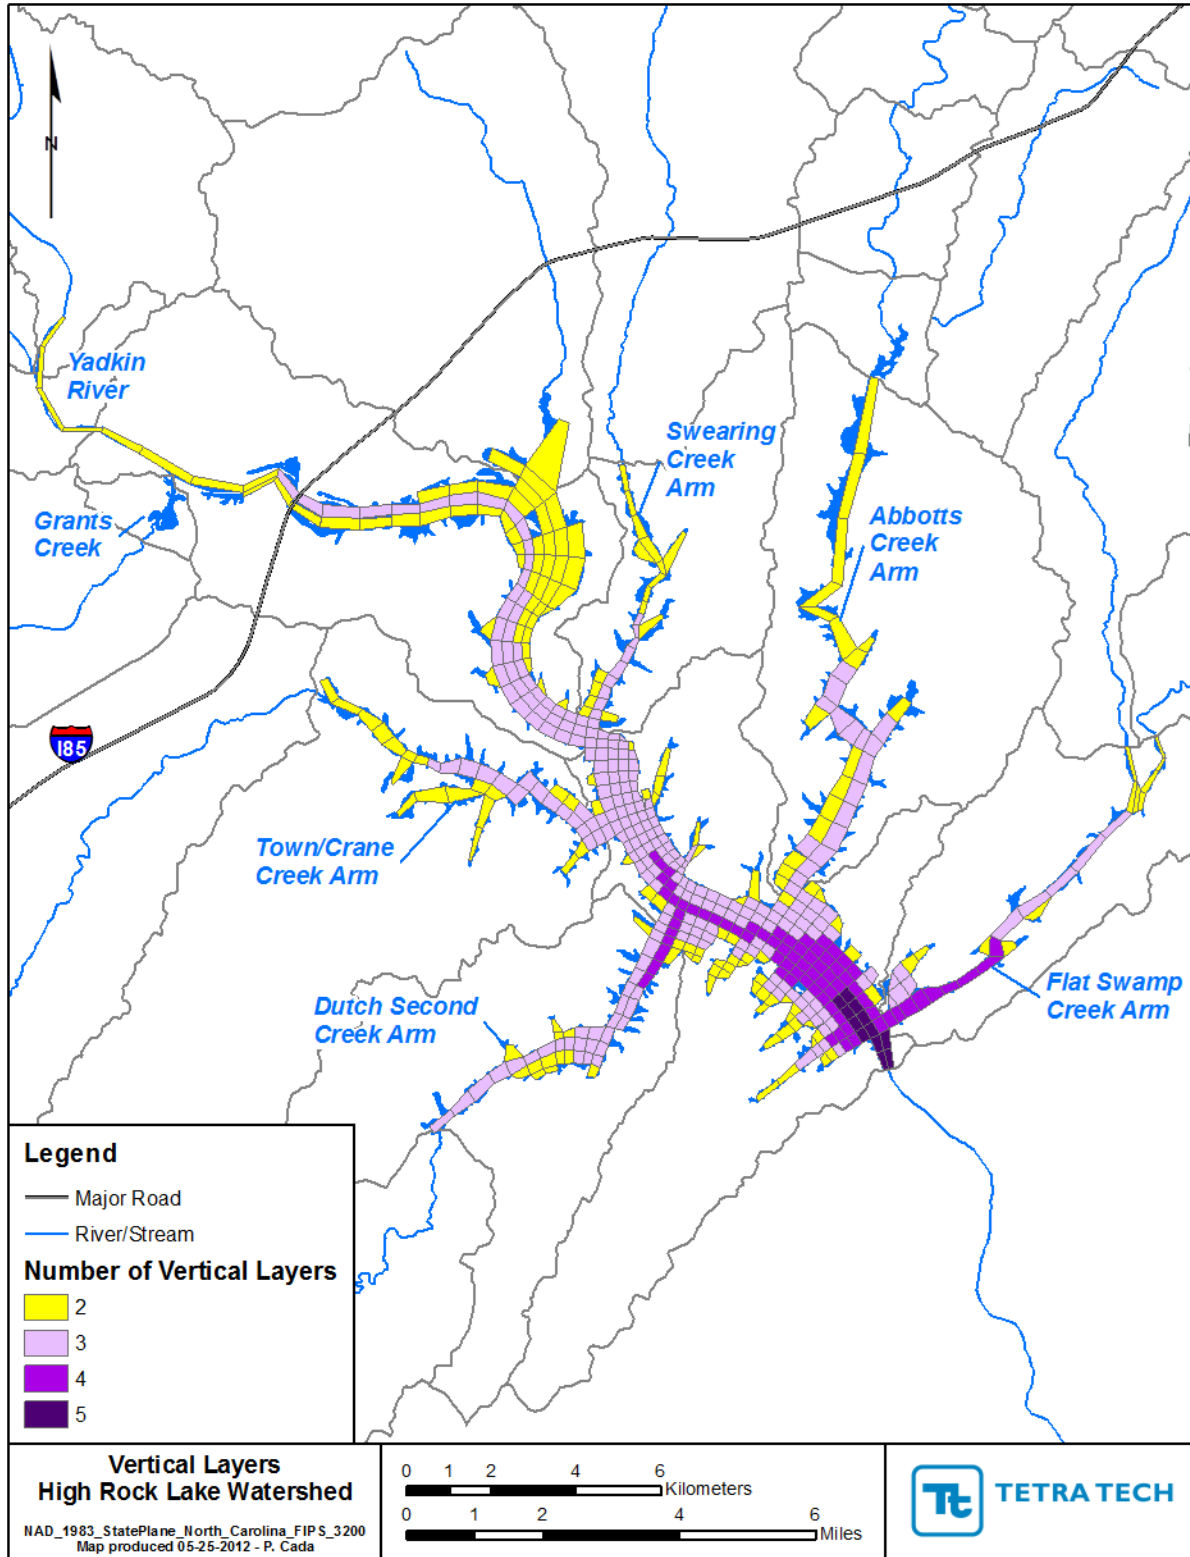 N
Yadkin
River
Swearing
Creek
Arm
Grants
Creek
Abbotts
Creek
Arm
I85
Town/Crane
Creek Arm
Dutch Second
Creek Arm
Flat Swamp
Creek Arm
Legend
Major Road
River/Stream
Number of Vertical Layers
2
3
4
5
Vertical Layers
High Rock Lake Watershed
NAD_1983_StatePlane_North_Carolina_FIPS_3200
Map produced 05-25-2012 - P. Cada
0 1 2 4 6
Kilometers
0 1 2 4 6
Miles
Tt TETRA TECH